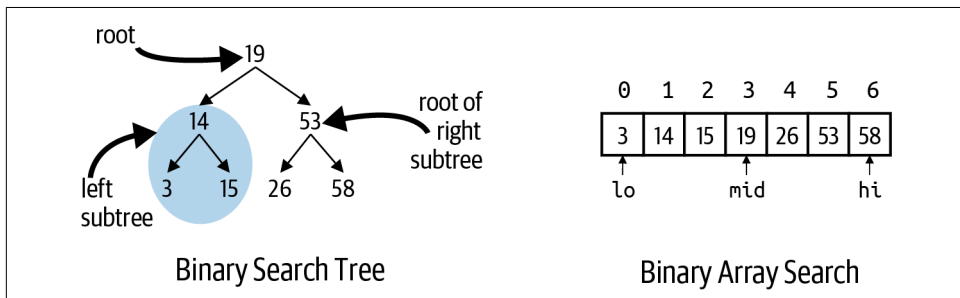 root
19
14
53
root of
right
subtree
3
15
26
58
left
subtree
Binary Search Tree
0 1 2 3 4 5 6
3 14 15 19 26 53 58
lo mid hi
Binary Array Search